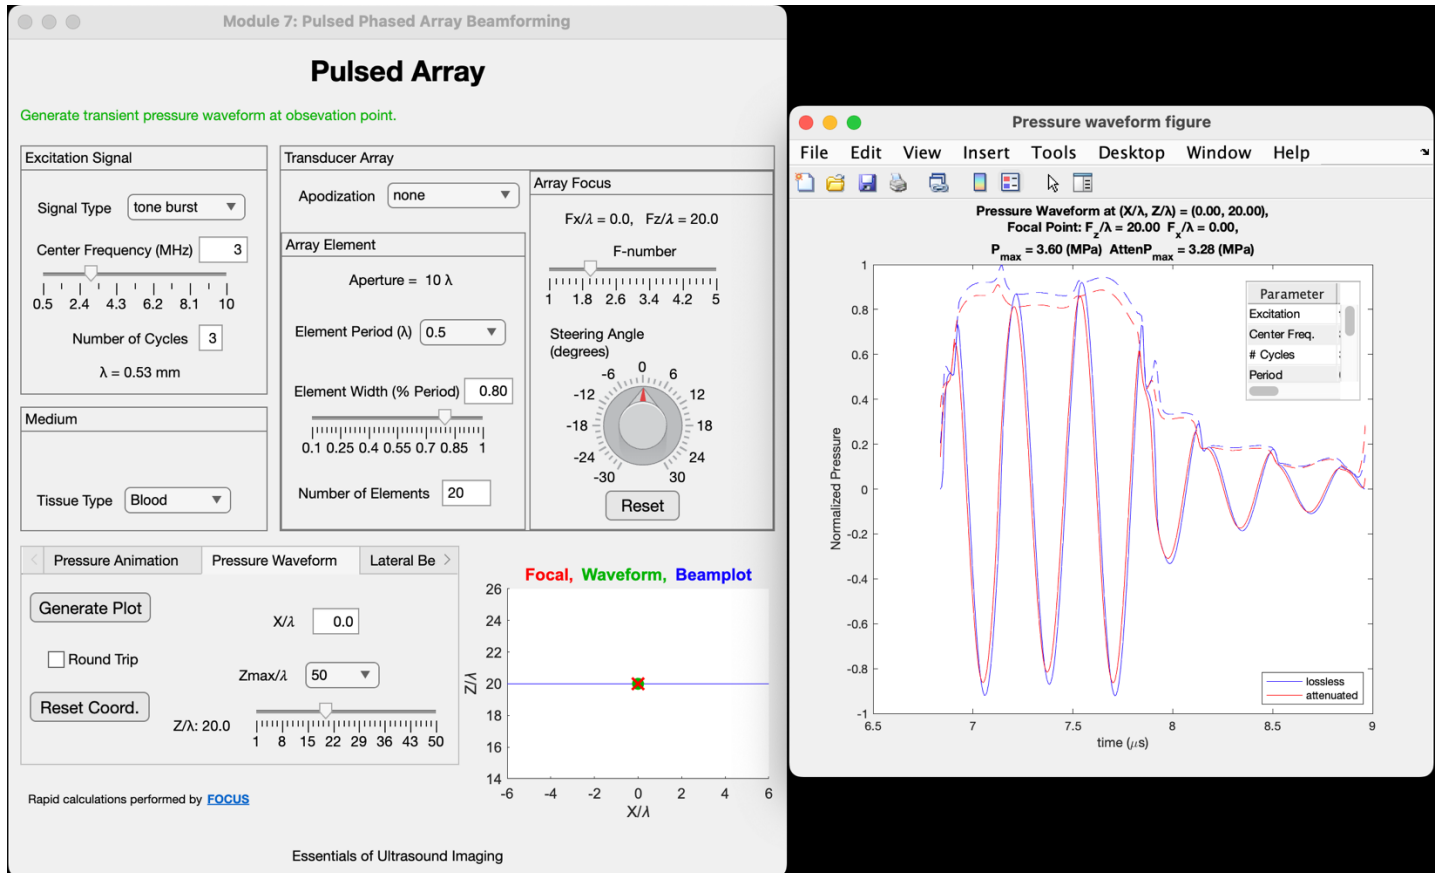 Module 7: Pulsed Phased Array Beamforming
Pulsed Array
Generate transient pressure waveform at obsevation point.
Excitation Signal
Signal Type
tone burst
Center Frequency (MHz)
3
0.5 2.4 4.3 6.2 8.1 10
Number of Cycles
3
λ = 0.53 mm
Medium
Tissue Type
Blood
Transducer Array
Apodization
none
Array Element
Aperture = 10 λ
Element Period (λ)
0.5
Element Width (% Period)
0.80
0.1 0.25 0.4 0.55 0.7 0.85 1
Number of Elements
20
Array Focus
Fx/λ = 0.0, Fz/λ = 20.0
F-number
1 1.8 2.6 3.4 4.2 5
Steering Angle
(degrees)
-30 -24 -18 -12 -6 0 6 12 18 24 30
Reset
Pressure Animation
Pressure Waveform
Lateral Be
Generate Plot
Round Trip
Reset Coord.
X/λ
0.0
Zmax/λ
50
Z/λ: 20.0
1 8 15 22 29 36 43 50
Focal, Waveform, Beamplot
26
24
22
20
18
16
14
Z/λ
-6 -4 -2 0 2 4 6
X/λ
Rapid calculations performed by FOCUS
Essentials of Ultrasound Imaging
Pressure waveform figure
File Edit View Insert Tools Desktop Window Help
Pressure Waveform at (X/λ, Z/λ) = (0.00, 20.00),
Focal Point: Fz/λ = 20.00 Fx/λ = 0.00,
Pmax = 3.60 (MPa) AttenPmax = 3.28 (MPa)
Parameter
Excitation
Center Freq.
# Cycles
Period
1
0.8
0.6
0.4
0.2
0
-0.2
-0.4
-0.6
-0.8
-1
Normalized Pressure
lossless
attenuated
6.5 7 7.5 8 8.5 9
time (μs)